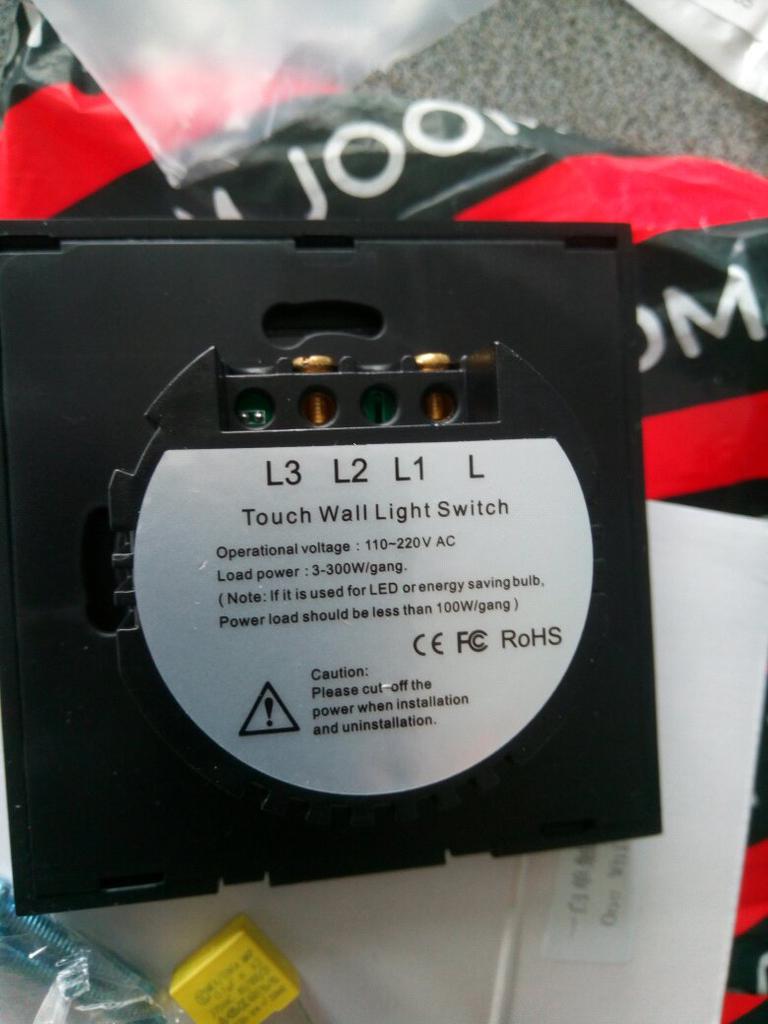 JOOM
OM
L3 L2 L1 L
Touch Wall Light Switch
Operational voltage : 110~220V AC
Load power : 3-300W/gang.
( Note: If it is used for LED or energy saving bulb,
Power load should be less than 100W/gang )
CE FC RoHS
Caution:
Please cut-off the
power when installation
and uninstallation.